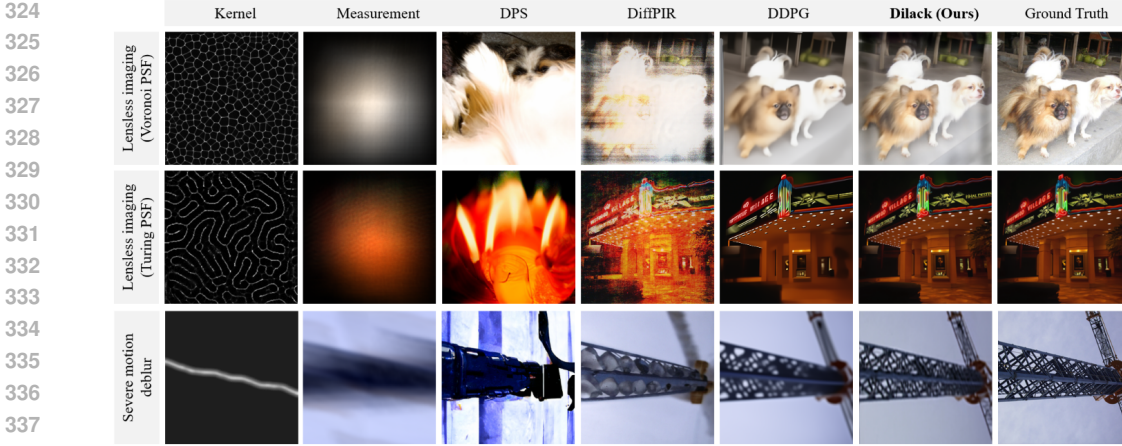 324
Kernel Measurement DPS DiffPIR DDPG Dilack (Ours) Ground Truth
325
326
Lensless imaging
(Voronoi PSF)
327
328
329
330
VILLAGE
331
Lensless imaging
(Turing PSF)
332
333
334
335
Severe motion
deblur
336
337